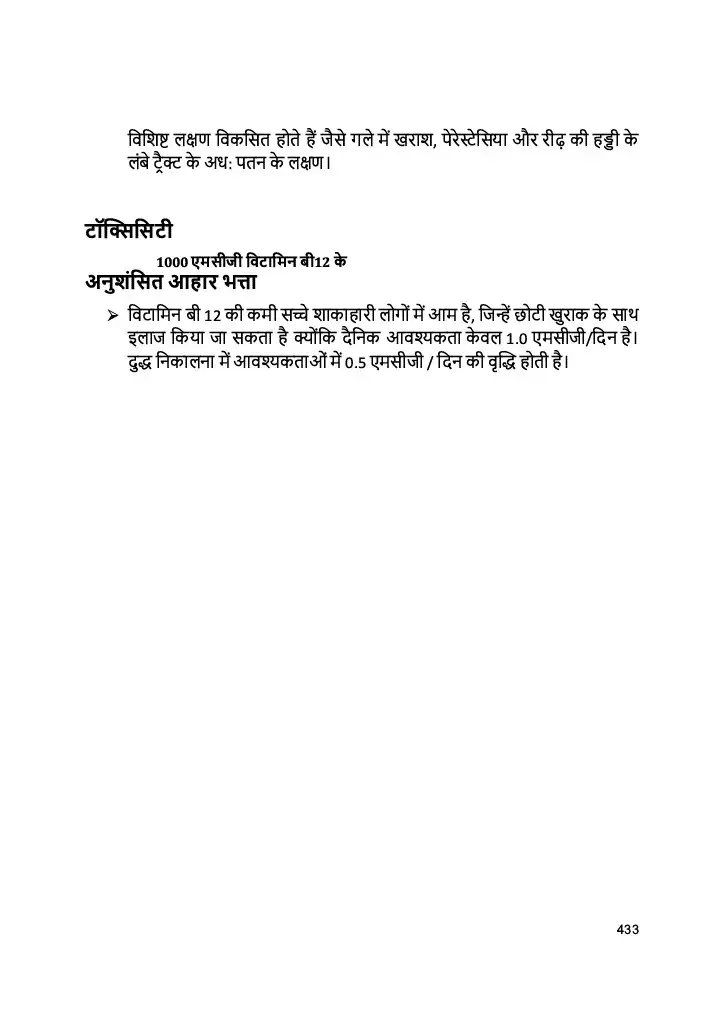 विशिष्ट लक्षण विकसित होते हैं जैसे गले में खराश, पेरेस्टेसिया और रीढ़ की हड्डी के
लंबे ट्रैक्ट के अध: पतन के लक्षण।
टॉक्सिसिटी
1000 एमसीजी विटामिन बी12 के
अनुशंसित आहार भत्ता
➢ विटामिन बी 12 की कमी सच्चे शाकाहारी लोगों में आम है, जिन्हें छोटी खुराक के साथ
इलाज किया जा सकता है क्योंकि दैनिक आवश्यकता केवल 1.0 एमसीजी/दिन है।
दुद्ध निकालना में आवश्यकताओं में 0.5 एमसीजी / दिन की वृद्धि होती है।
433